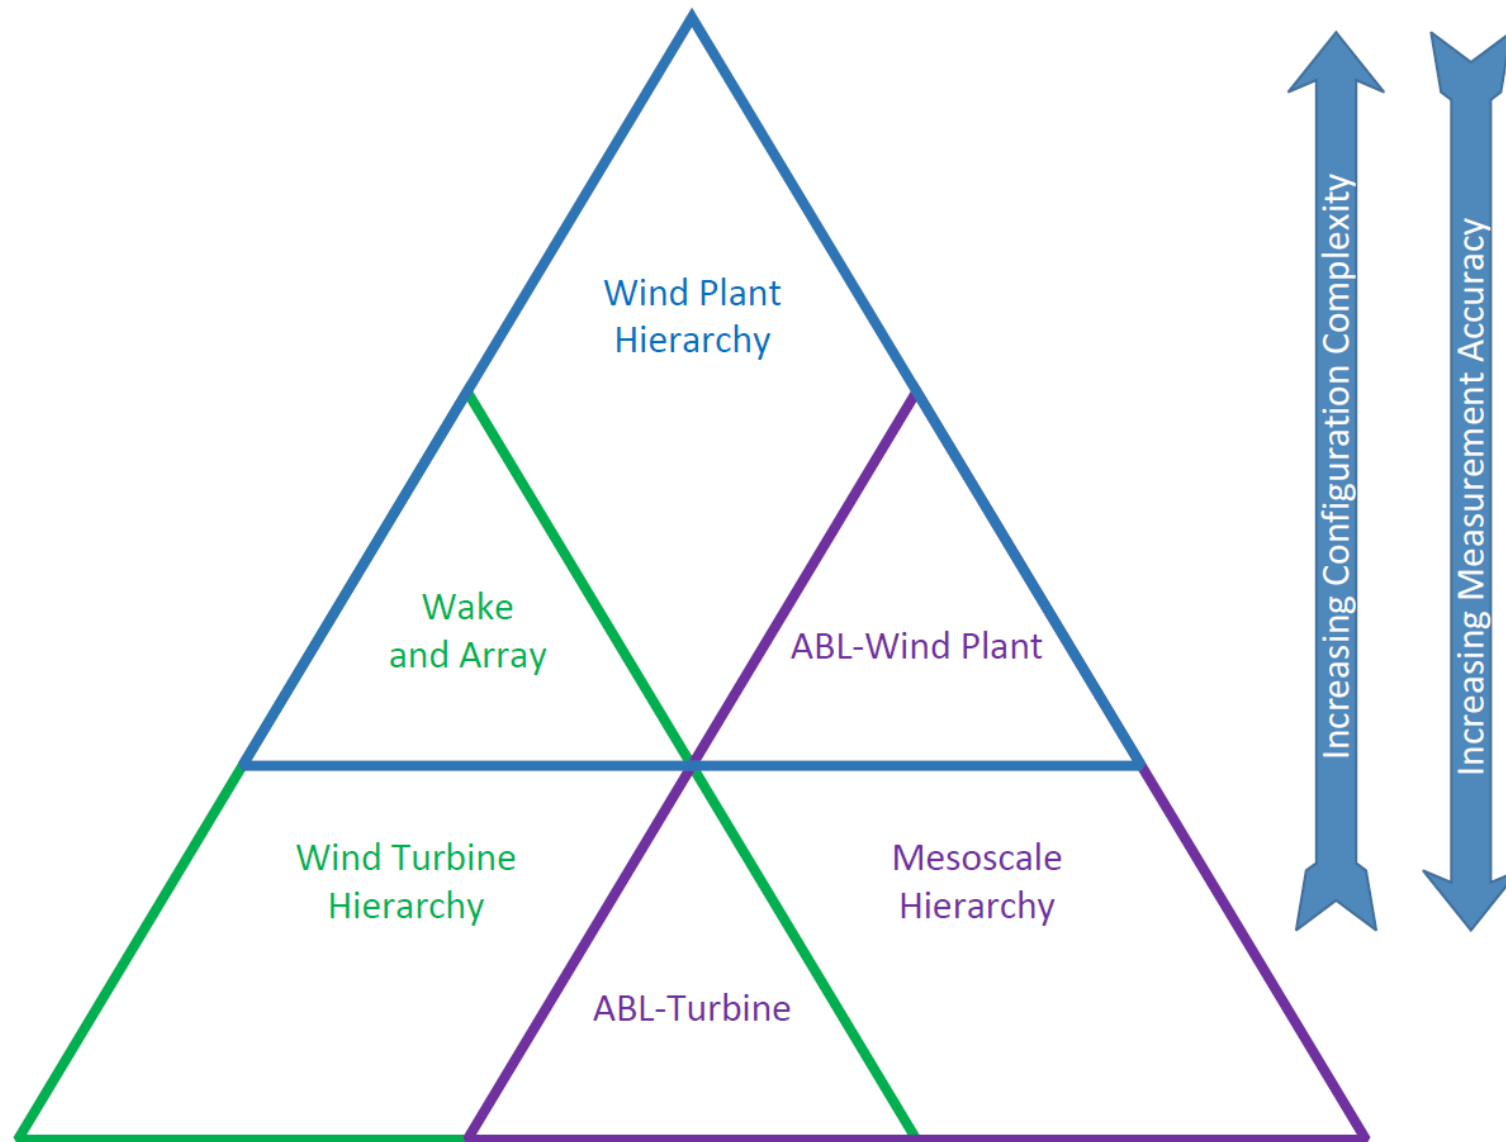 Wind Plant
Hierarchy
Wake
and Array
ABL-Wind Plant
Wind Turbine
Hierarchy
Mesoscale
Hierarchy
ABL-Turbine
Increasing Configuration Complexity
Increasing Measurement Accuracy